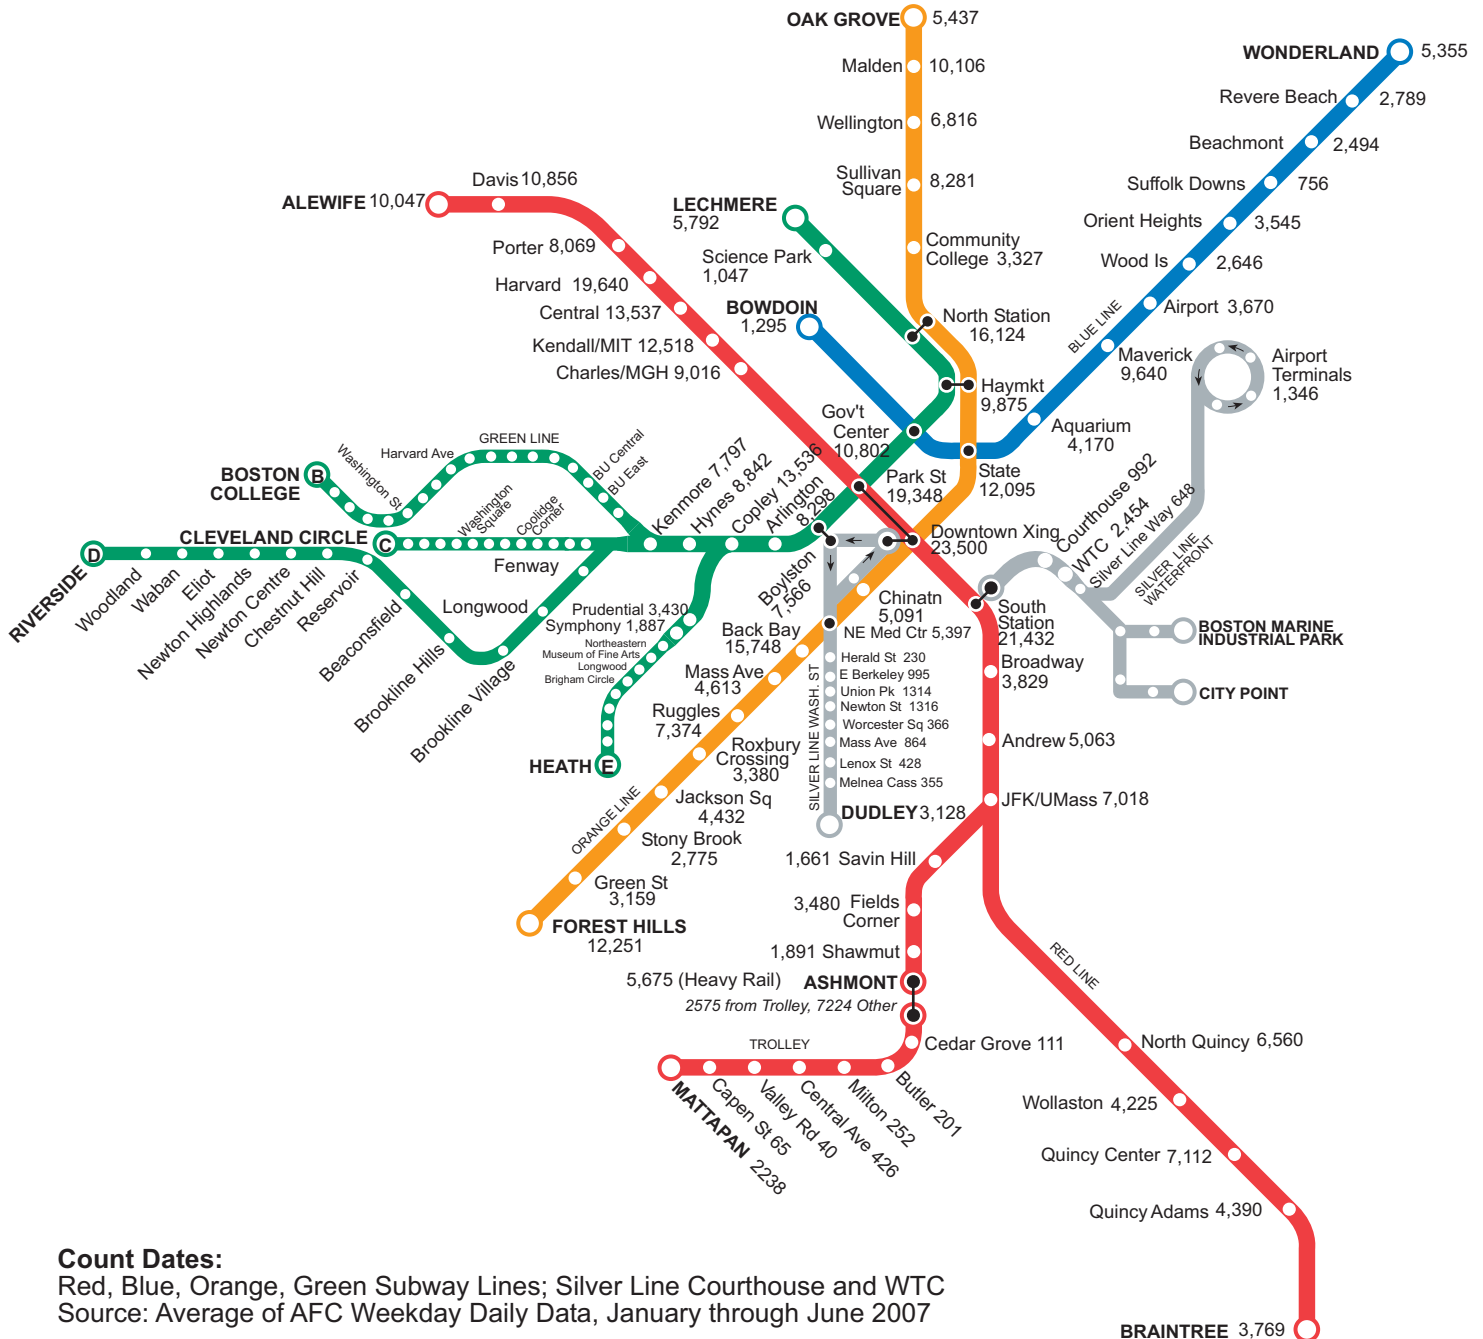 OAK GROVE 5,437
Malden 10,106
Wellington 6,816
Sullivan
Square 8,281
Community
College 3,327
North Station
16,124
Haymkt
9,875
State
12,095
WONDERLAND 5,355
Revere Beach 2,789
Beachmont 2,494
Suffolk Downs 756
Orient Heights 3,545
Wood Is 2,646
Airport 3,670
BLUE LINE
Maverick
9,640
Aquarium
4,170
Gov't
Center
10,802
BOWDOIN
1,295
LECHMERE
5,792
Science Park
1,047
ALEWIFE 10,047
Davis 10,856
Porter 8,069
Harvard 19,640
Central 13,537
Kendall/MIT 12,518
Charles/MGH 9,016
Park St
19,348
Downtown Xing
23,500
South
Station
21,432
Broadway
3,829
Andrew 5,063
JFK/UMass 7,018
Airport
Terminals
1,346
Courthouse 992
WTC 2,454
Silver Line Way 648
SILVER LINE
WATERFRONT
BOSTON MARINE
INDUSTRIAL PARK
CITY POINT
GREEN LINE
B
BOSTON
COLLEGE
Washington St
Harvard Ave
BU Central
BU East
C
CLEVELAND CIRCLE
Washington
Square
Coolidge
Corner
D
RIVERSIDE
Woodland
Waban
Eliot
Newton Highlands
Newton Centre
Chestnut Hill
Reservoir
Beaconsfield
Brookline Hills
Brookline Village
Longwood
Fenway
Kenmore 7,797
Hynes 8,842
Copley 13,536
Arlington
8,298
Boylston
7,566
Prudential 3,430
Symphony 1,887
Northeastern
Museum of Fine Arts
Longwood
Brigham Circle
HEATH E
Chinatn
5,091
NE Med Ctr 5,397
Back Bay
15,748
Mass Ave
4,613
Ruggles
7,374
Roxbury
Crossing
3,380
Jackson Sq
4,432
Stony Brook
2,775
Green St
3,159
FOREST HILLS
12,251
ORANGE LINE
SILVER LINE WASH. ST
Herald St 230
E Berkeley 995
Union Pk 1314
Newton St 1316
Worcester Sq 366
Mass Ave 864
Lenox St 428
Melnea Cass 355
DUDLEY 3,128
1,661 Savin Hill
3,480 Fields
Corner
1,891 Shawmut
5,675 (Heavy Rail) ASHMONT
2575 from Trolley, 7224 Other
Cedar Grove 111
TROLLEY
Butler 201
Milton 252
Central Ave 426
Valley Rd 40
Capen St 65
MATTAPAN 2238
RED LINE
North Quincy 6,560
Wollaston 4,225
Quincy Center 7,112
Quincy Adams 4,390
BRAINTREE 3,769
Count Dates:
Red, Blue, Orange, Green Subway Lines; Silver Line Courthouse and WTC
Source: Average of AFC Weekday Daily Data, January through June 2007